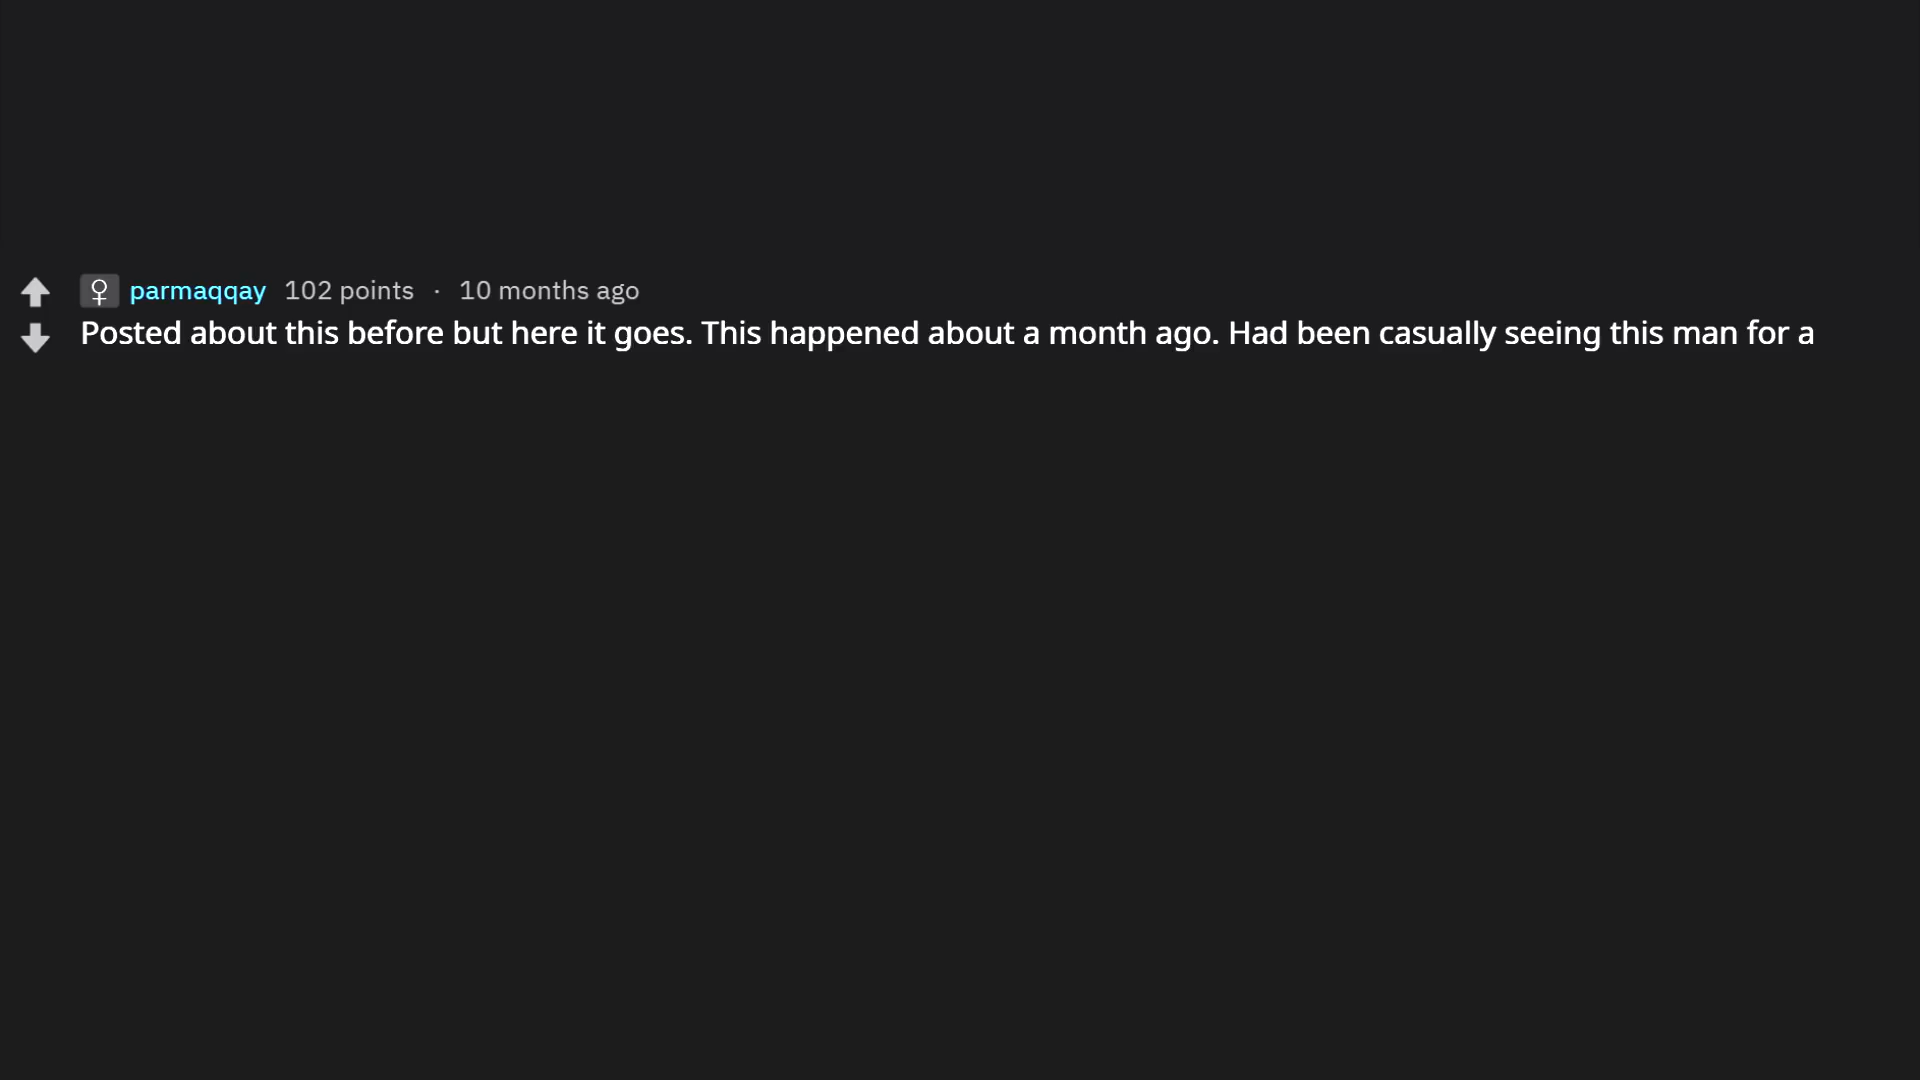 ♀ parmaqqay 102 points · 10 months ago
Posted about this before but here it goes. This happened about a month ago. Had been casually seeing this man for a